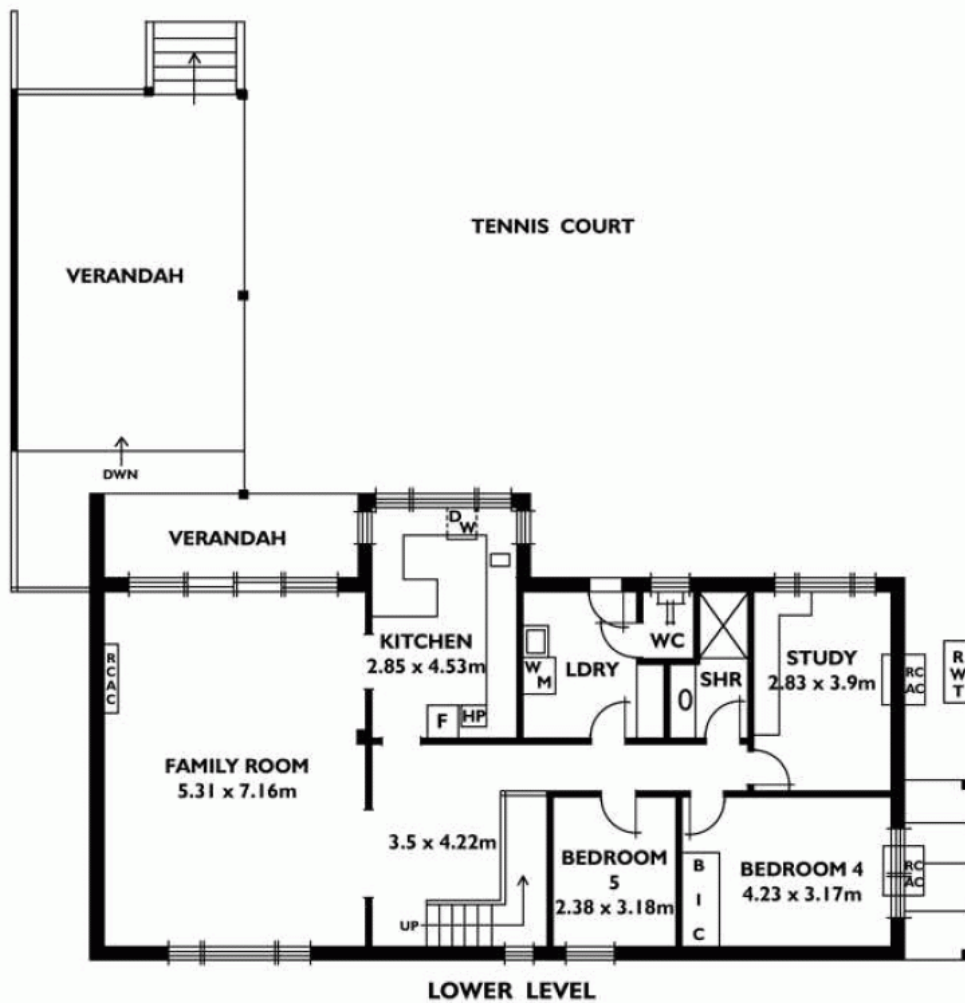 TENNIS COURT
VERANDAH
DWN
VERANDAH
D
W
KITCHEN
2.85 x 4.53m
F
HP
W
M
LDRY
WC
SHR
STUDY
2.83 x 3.9m
RC
AC
R
W
T
R
C
A
C
FAMILY ROOM
5.31 x 7.16m
3.5 x 4.22m
UP
BEDROOM
5
2.38 x 3.18m
B
I
C
BEDROOM 4
4.23 x 3.17m
RC
AC
LOWER LEVEL